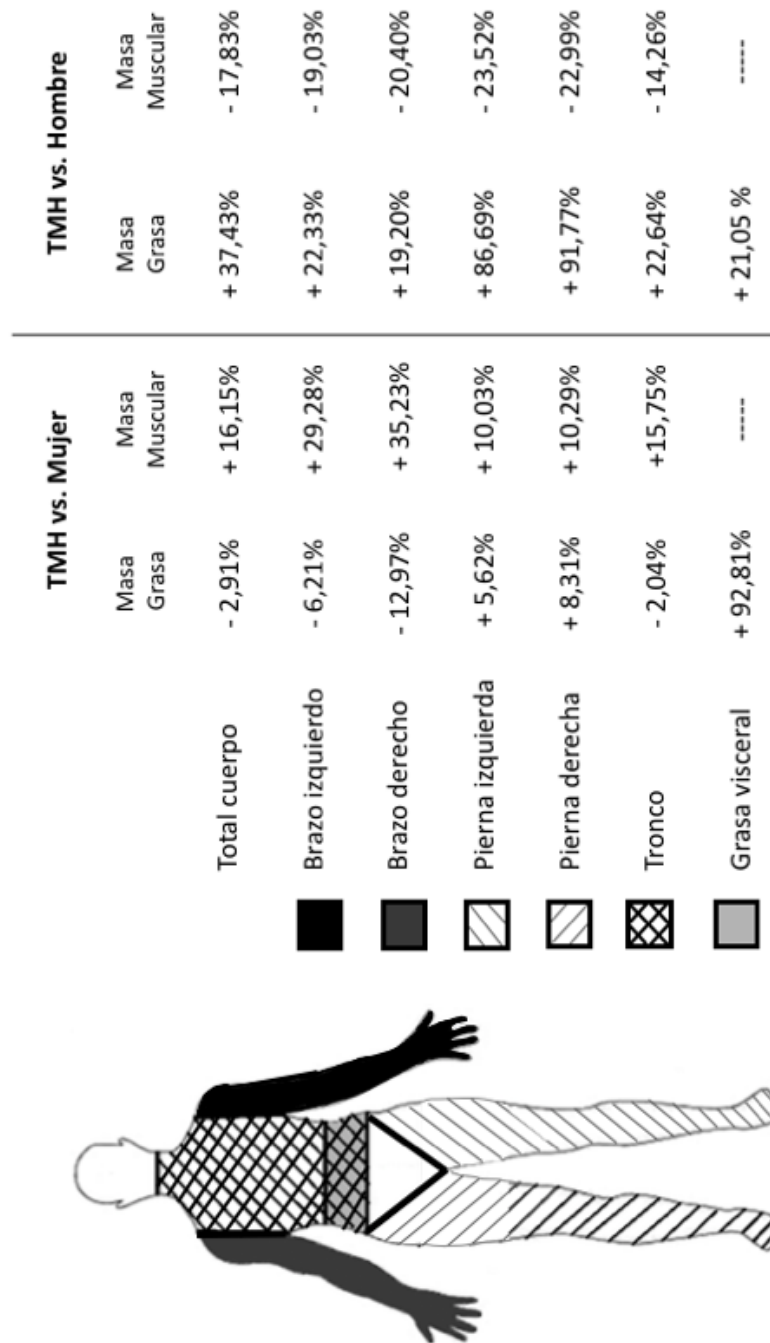 TMH vs. Mujer TMH vs. Hombre
Masa Masa Masa Masa
Grasa Muscular Grasa Muscular
Total cuerpo - 2,91% + 16,15% + 37,43% - 17,83%
Brazo izquierdo - 6,21% + 29,28% + 22,33% - 19,03%
Brazo derecho - 12,97% + 35,23% + 19,20% - 20,40%
Pierna izquierda + 5,62% + 10,03% + 86,69% - 23,52%
Pierna derecha + 8,31% + 10,29% + 91,77% - 22,99%
Tronco - 2,04% +15,75% + 22,64% - 14,26%
Grasa visceral + 92,81% ----- + 21,05 % -----